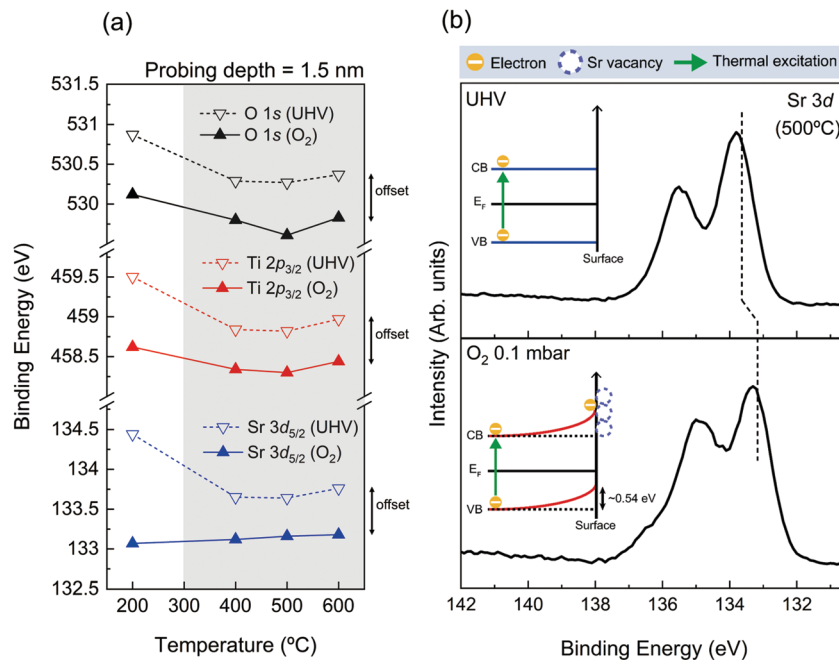 (a)
Probing depth = 1.5 nm
O 1s (UHV)
O 1s (O₂)
Ti 2p₃/₂ (UHV)
Ti 2p₃/₂ (O₂)
Sr 3d₅/₂ (UHV)
Sr 3d₅/₂ (O₂)
offset
offset
offset
531
530.5
530
459.5
459
458.5
134.5
134
133.5
133
132.5
Binding Energy (eV)
200 300 400 500 600
Temperature (ºC)
(b)
Electron Sr vacancy Thermal excitation
UHV
Sr 3d
(500ºC)
CB
E_F
VB
Surface
O₂ 0.1 mbar
CB
E_F
VB
~0.54 eV
Surface
Intensity (Arb. units)
142 140 138 136 134 132
Binding Energy (eV)